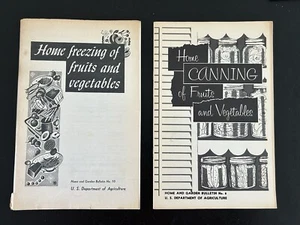 Home freezing of
fruits and
vegetables
Home and Garden Bulletin No. 10
U. S. Department of Agriculture
Home
CANNING
of Fruits
and Vegetables
HOME AND GARDEN BULLETIN No. 8
U. S. DEPARTMENT OF AGRICULTURE